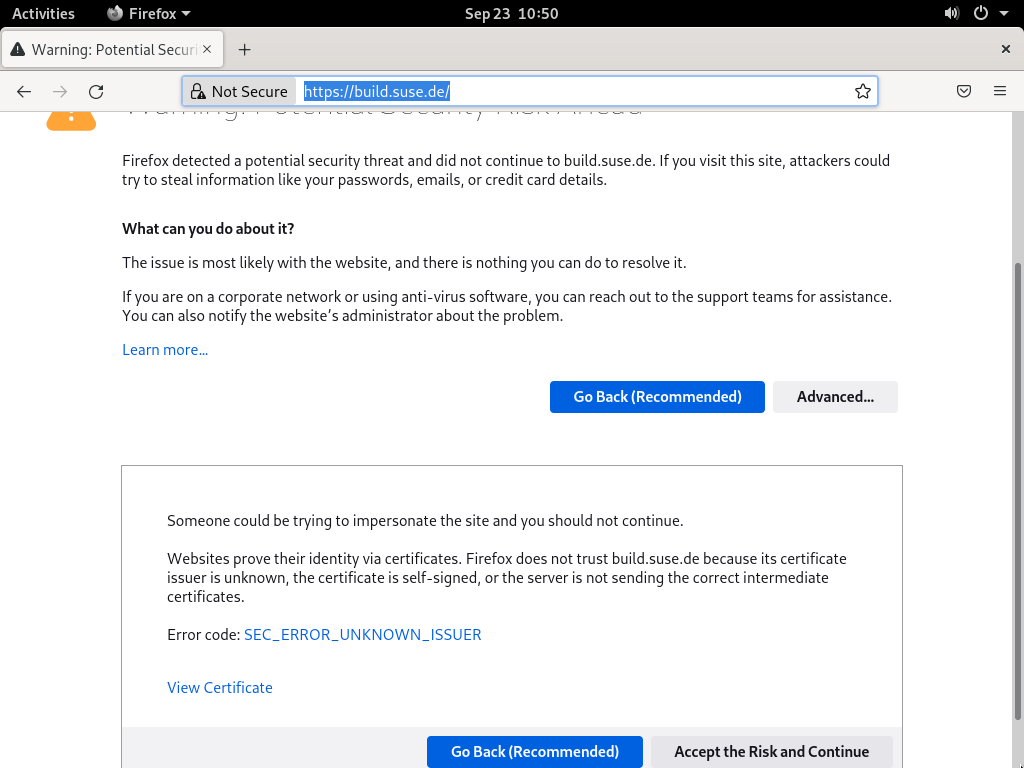 Activities Firefox Sep 23 10:50
Warning: Potential Securi
Not Secure https://build.suse.de/
Warning: Potential Security Risk Ahead
Firefox detected a potential security threat and did not continue to build.suse.de. If you visit this site, attackers could
try to steal information like your passwords, emails, or credit card details.
What can you do about it?
The issue is most likely with the website, and there is nothing you can do to resolve it.
If you are on a corporate network or using anti-virus software, you can reach out to the support teams for assistance.
You can also notify the website’s administrator about the problem.
Learn more…
Go Back (Recommended) Advanced…
Someone could be trying to impersonate the site and you should not continue.
Websites prove their identity via certificates. Firefox does not trust build.suse.de because its certificate
issuer is unknown, the certificate is self-signed, or the server is not sending the correct intermediate
certificates.
Error code: SEC_ERROR_UNKNOWN_ISSUER
View Certificate
Go Back (Recommended) Accept the Risk and Continue